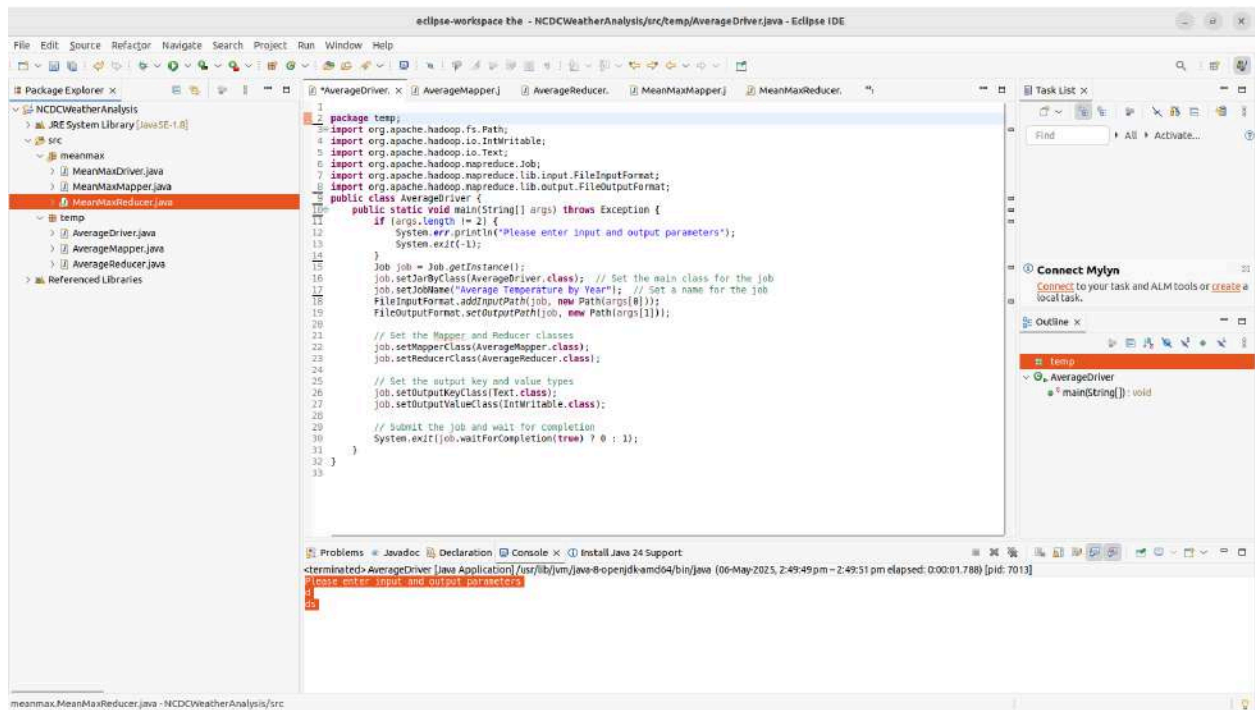 eclipse-workspace the - NCDCWeatherAnalysis/src/temp/AverageDriver.java - Eclipse IDE
File Edit Source Refactor Navigate Search Project Run Window Help
Package Explorer ×
NCDCWeatherAnalysis
JRE System Library [JavaSE-1.8]
src
meanmax
MeanMaxDriver.java
MeanMaxMapper.java
MeanMaxReducer.java
temp
AverageDriver.java
AverageMapper.java
AverageReducer.java
Referenced Libraries
*AverageDriver. × AverageMapper.j AverageReducer. MeanMaxMapper.j MeanMaxReducer.
1
2 package temp;
3 import org.apache.hadoop.fs.Path;
4 import org.apache.hadoop.io.IntWritable;
5 import org.apache.hadoop.io.Text;
6 import org.apache.hadoop.mapreduce.Job;
7 import org.apache.hadoop.mapreduce.lib.input.FileInputFormat;
8 import org.apache.hadoop.mapreduce.lib.output.FileOutputFormat;
9 public class AverageDriver {
10 public static void main(String[] args) throws Exception {
11 if (args.length != 2) {
12 System.err.println("Please enter input and output parameters");
13 System.exit(-1);
14 }
15 Job job = Job.getInstance();
16 job.setJarByClass(AverageDriver.class); // Set the main class for the job
17 job.setJobName("Average Temperature by Year"); // Set a name for the job
18 FileInputFormat.addInputPath(job, new Path(args[0]));
19 FileOutputFormat.setOutputPath(job, new Path(args[1]));
20
21 // Set the Mapper and Reducer classes
22 job.setMapperClass(AverageMapper.class);
23 job.setReducerClass(AverageReducer.class);
24
25 // Set the output key and value types
26 job.setOutputKeyClass(Text.class);
27 job.setOutputValueClass(IntWritable.class);
28
29 // Submit the job and wait for completion
30 System.exit(job.waitForCompletion(true) ? 0 : 1);
31 }
32 }
33
Task List ×
Find All Activate...
Connect Mylyn
Connect to your task and ALM tools or create a
local task.
Outline ×
temp
AverageDriver
main(String[]) : void
Problems Javadoc Declaration Console × Install Java 24 Support
<terminated> AverageDriver [Java Application] /usr/lib/jvm/java-8-openjdk-amd64/bin/java (06-May-2025, 2:49:49 pm – 2:49:51 pm elapsed: 0:00:01.788) [pid: 7013]
Please enter input and output parameters
d
ds
meanmax.MeanMaxReducer.java - NCDCWeatherAnalysis/src